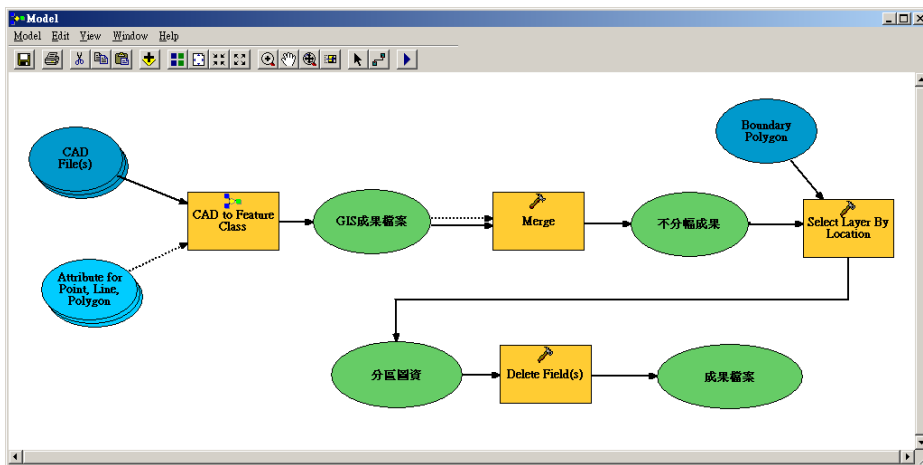 Model
Model Edit View Window Help
CAD
File(s)
Boundary
Polygon
CAD to Feature
Class
GIS成果檔案
Merge
不分幅成果
Select Layer By
Location
Attribute for
Point, Line,
Polygon
分區圖資
Delete Field(s)
成果檔案